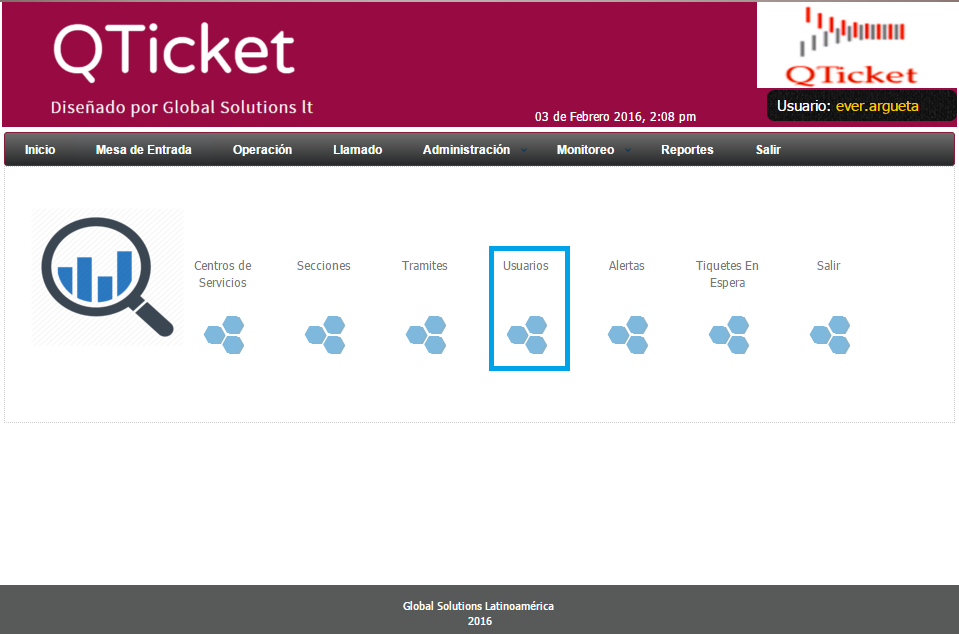 QTicket
Diseñado por Global Solutions lt
03 de Febrero 2016, 2:08 pm
QTicket
Usuario: ever.argueta
Inicio Mesa de Entrada Operación Llamado Administración Monitoreo Reportes Salir
Centros de Servicios
Secciones
Tramites
Usuarios
Alertas
Tiquetes En Espera
Salir
Global Solutions Latinoamérica
2016